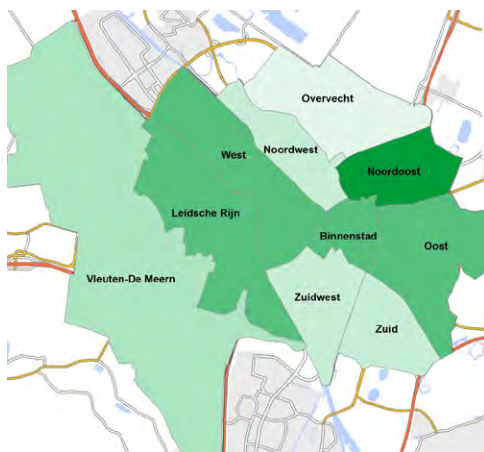 Overvecht
Noordwest
West
Noordoost
Leidsche Rijn
Binnenstad
Oost
Vleuten-De Meern
Zuidwest
Zuid